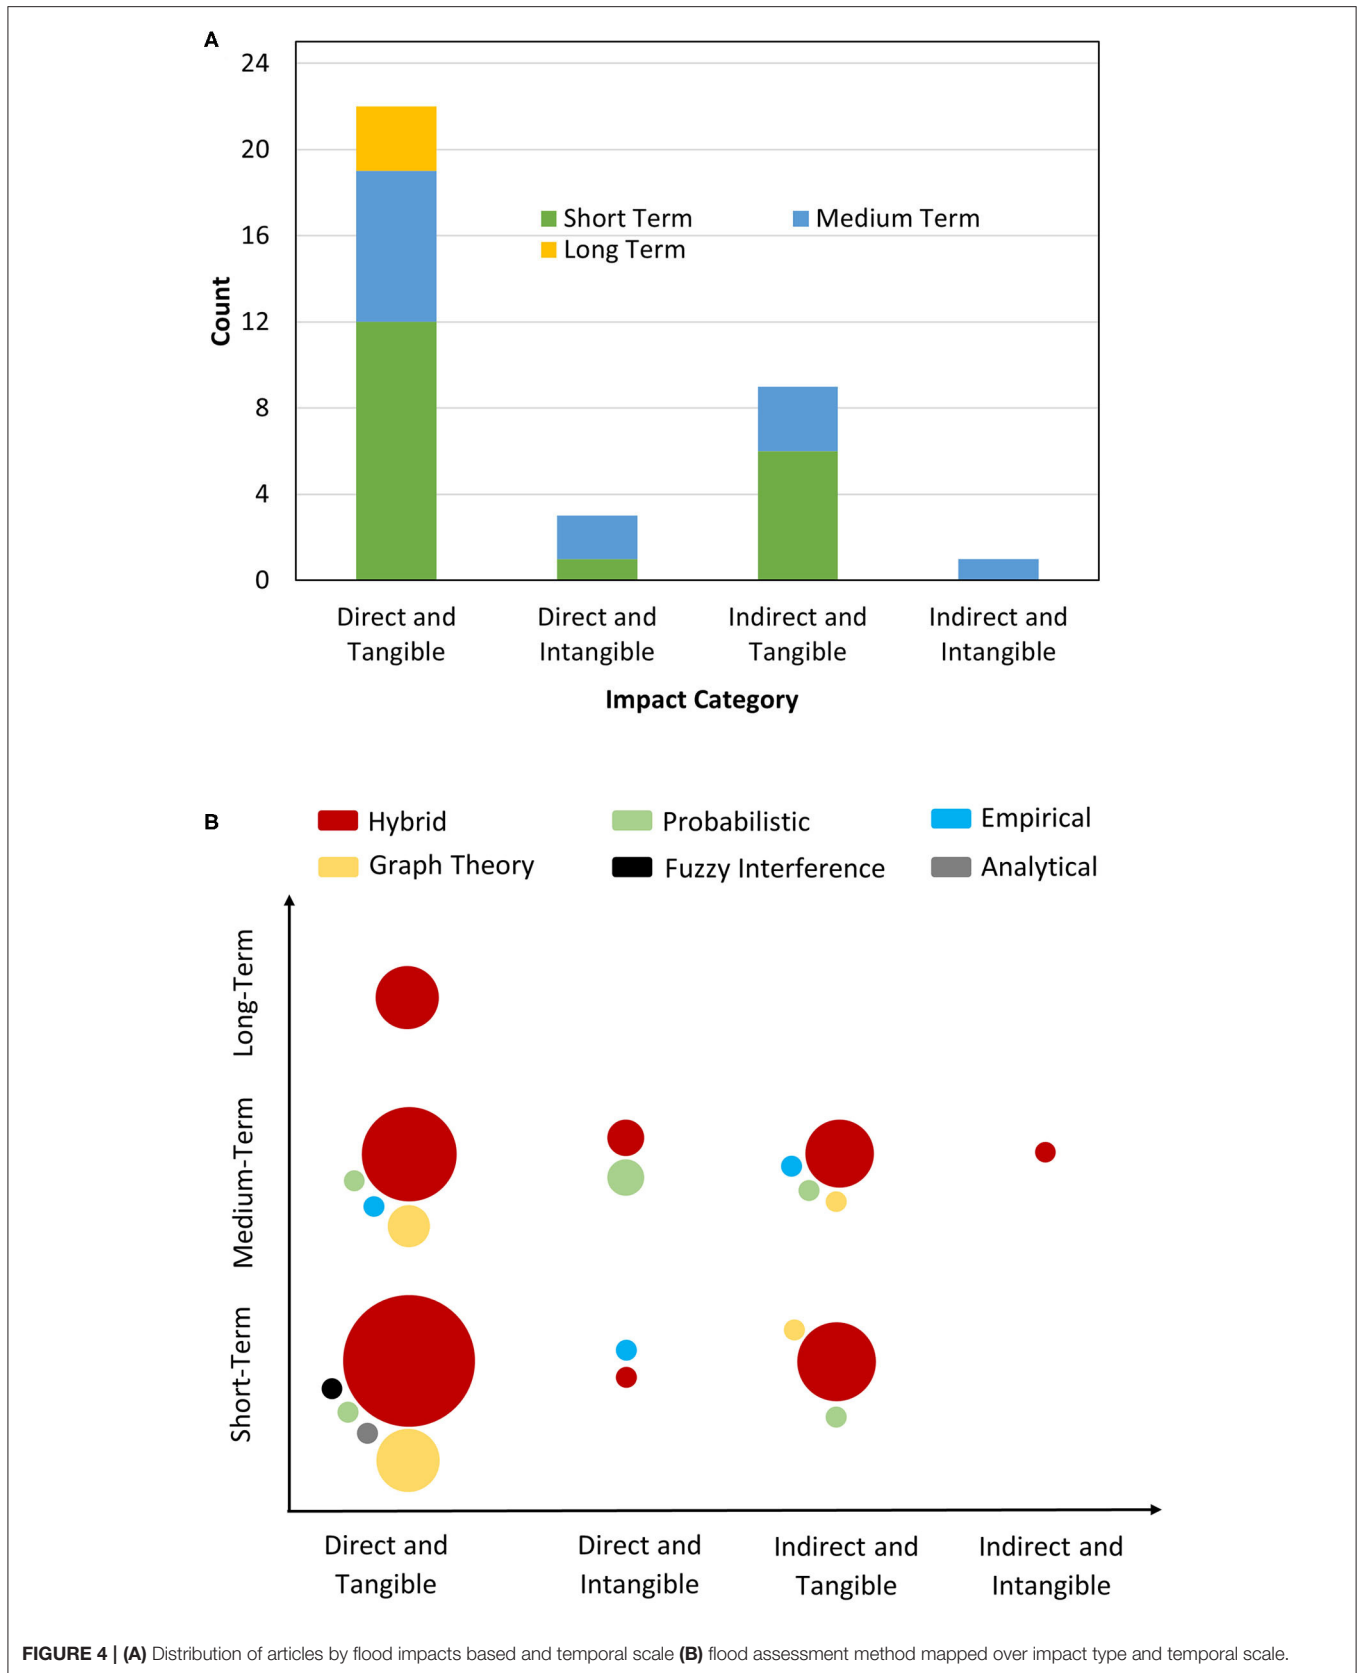 A
24
20
16
12
8
4
0
Count
Short Term
Medium Term
Long Term
Direct and Tangible
Direct and Intangible
Indirect and Tangible
Indirect and Intangible
Impact Category
B
Hybrid
Probabilistic
Empirical
Graph Theory
Fuzzy Interference
Analytical
Long-Term
Medium-Term
Short-Term
Direct and Tangible
Direct and Intangible
Indirect and Tangible
Indirect and Intangible
FIGURE 4 | (A) Distribution of articles by flood impacts based and temporal scale (B) flood assessment method mapped over impact type and temporal scale.